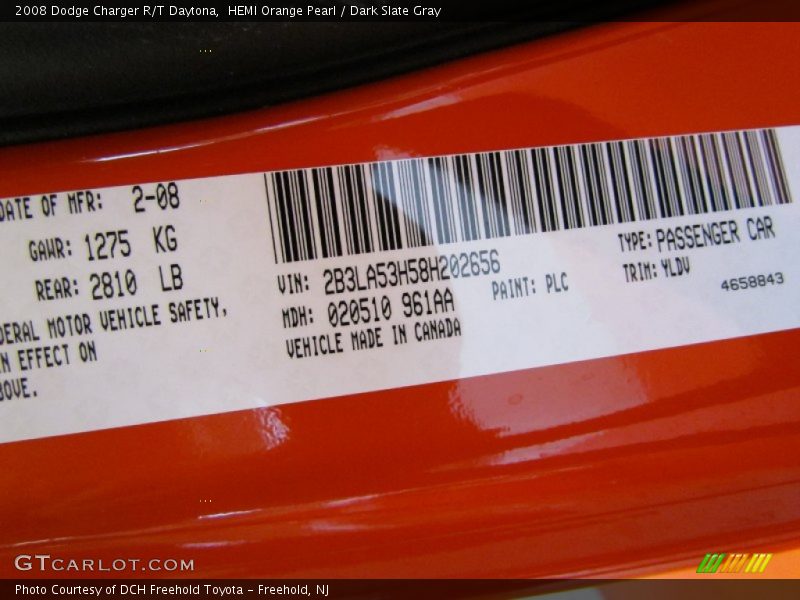 2008 Dodge Charger R/T Daytona,  HEMI Orange Pearl / Dark Slate Gray
DATE OF MFR: 2-08
GAWR: 1275 KG
REAR: 2810 LB
DERAL MOTOR VEHICLE SAFETY,
N EFFECT ON
BOVE.
VIN: 2B3LA53H58H202656
MDH: 020510 961AA
VEHICLE MADE IN CANADA
PAINT: PLC
TYPE: PASSENGER CAR
TRIM: YLDV
4658843
GTCARLOT.COM
Photo Courtesy of DCH Freehold Toyota - Freehold, NJ